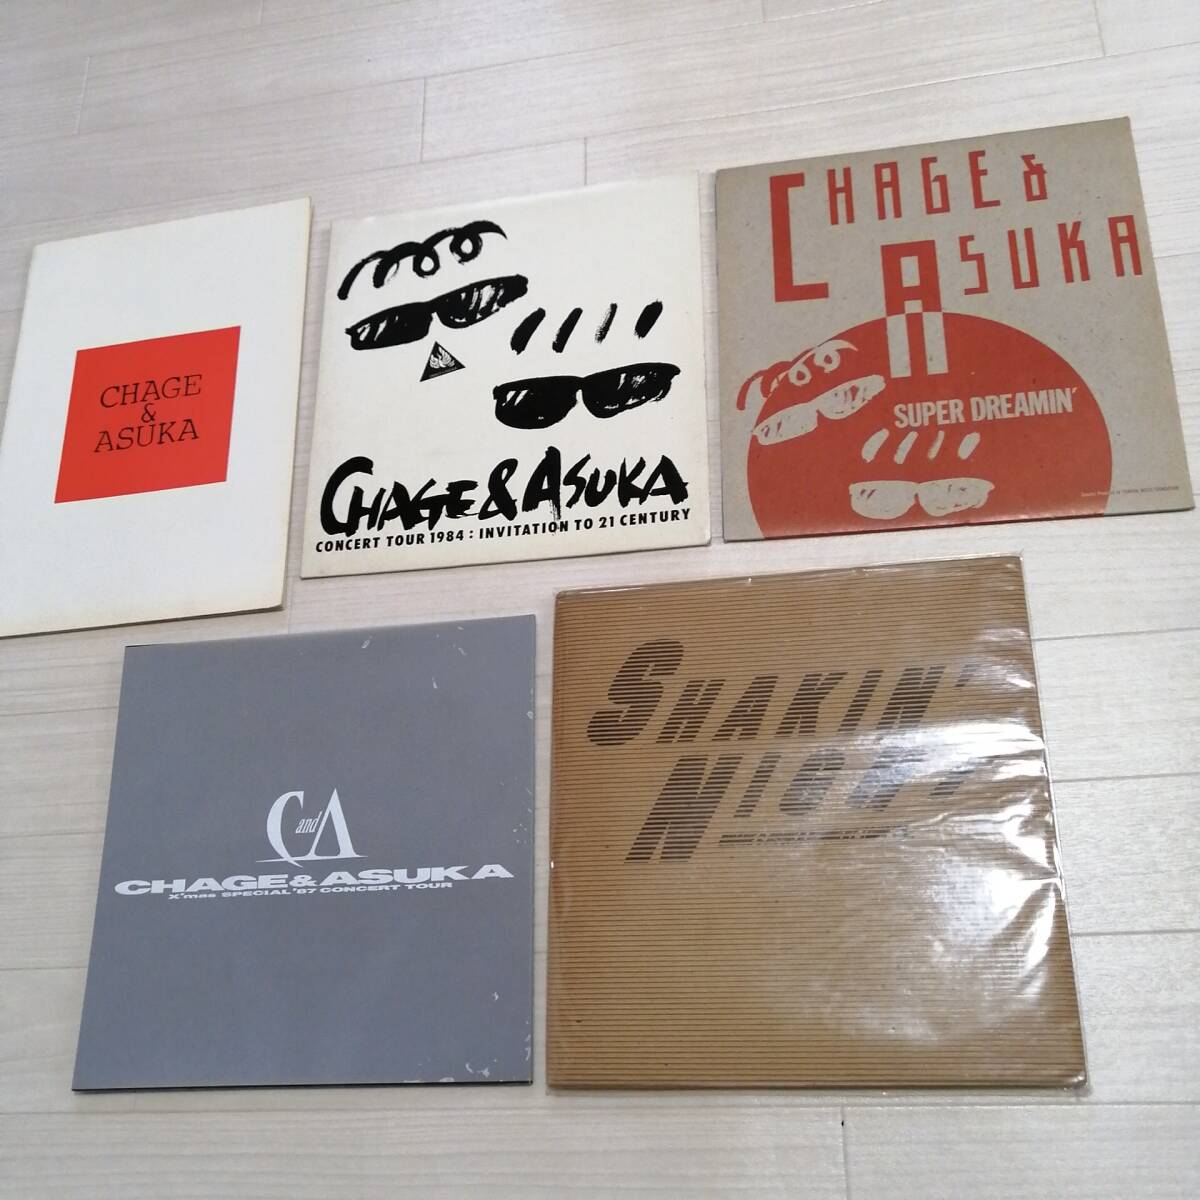 CHAGE
&
ASUKA
CHAGE & ASUKA
CONCERT TOUR 1984 : INVITATION TO 21 CENTURY
CHAGE &
ASUKA
SUPER DREAMIN'
C and A
CHAGE & ASUKA
X'mas SPECIAL '87 CONCERT TOUR
SHAKIN'
NIGHT